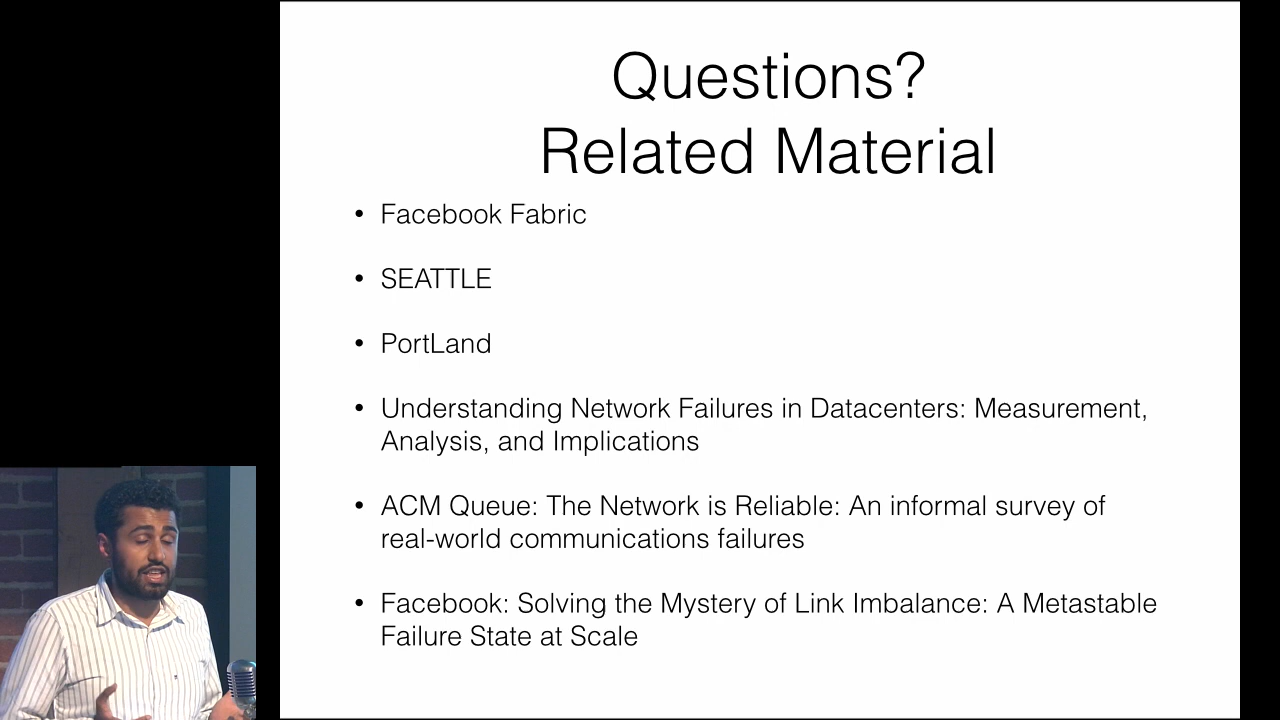 Questions?
Related Material
• Facebook Fabric
• SEATTLE
• PortLand
• Understanding Network Failures in Datacenters: Measurement,
Analysis, and Implications
• ACM Queue: The Network is Reliable: An informal survey of
real-world communications failures
• Facebook: Solving the Mystery of Link Imbalance: A Metastable
Failure State at Scale